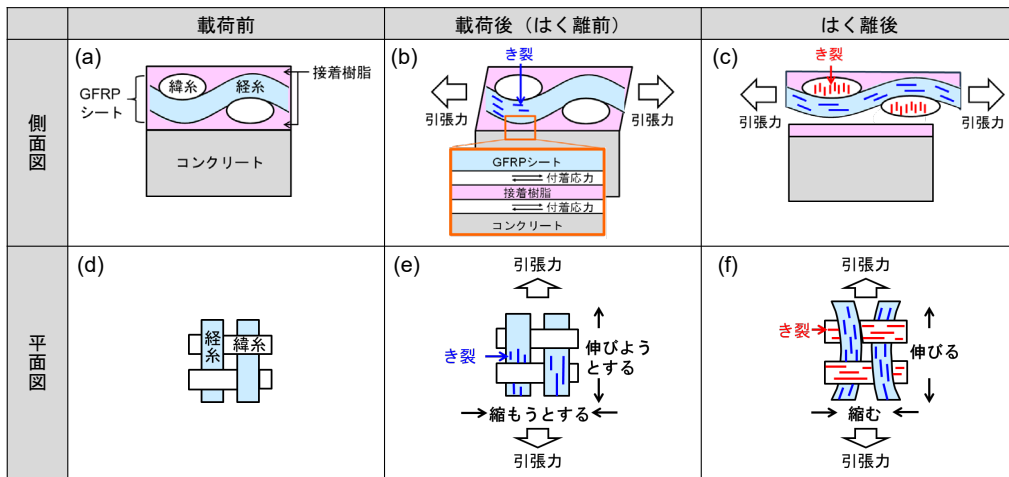 載荷前
載荷後（はく離前）
はく離後
側面図
(a)
GFRP
シート
緯糸
経糸
接着樹脂
コンクリート
(b)
き裂
引張力
引張力
GFRPシート
付着応力
接着樹脂
付着応力
コンクリート
(c)
き裂
引張力
引張力
平面図
(d)
経糸
緯糸
(e)
引張力
き裂
伸びよう
とする
縮もうとする
引張力
(f)
引張力
き裂
伸びる
縮む
引張力